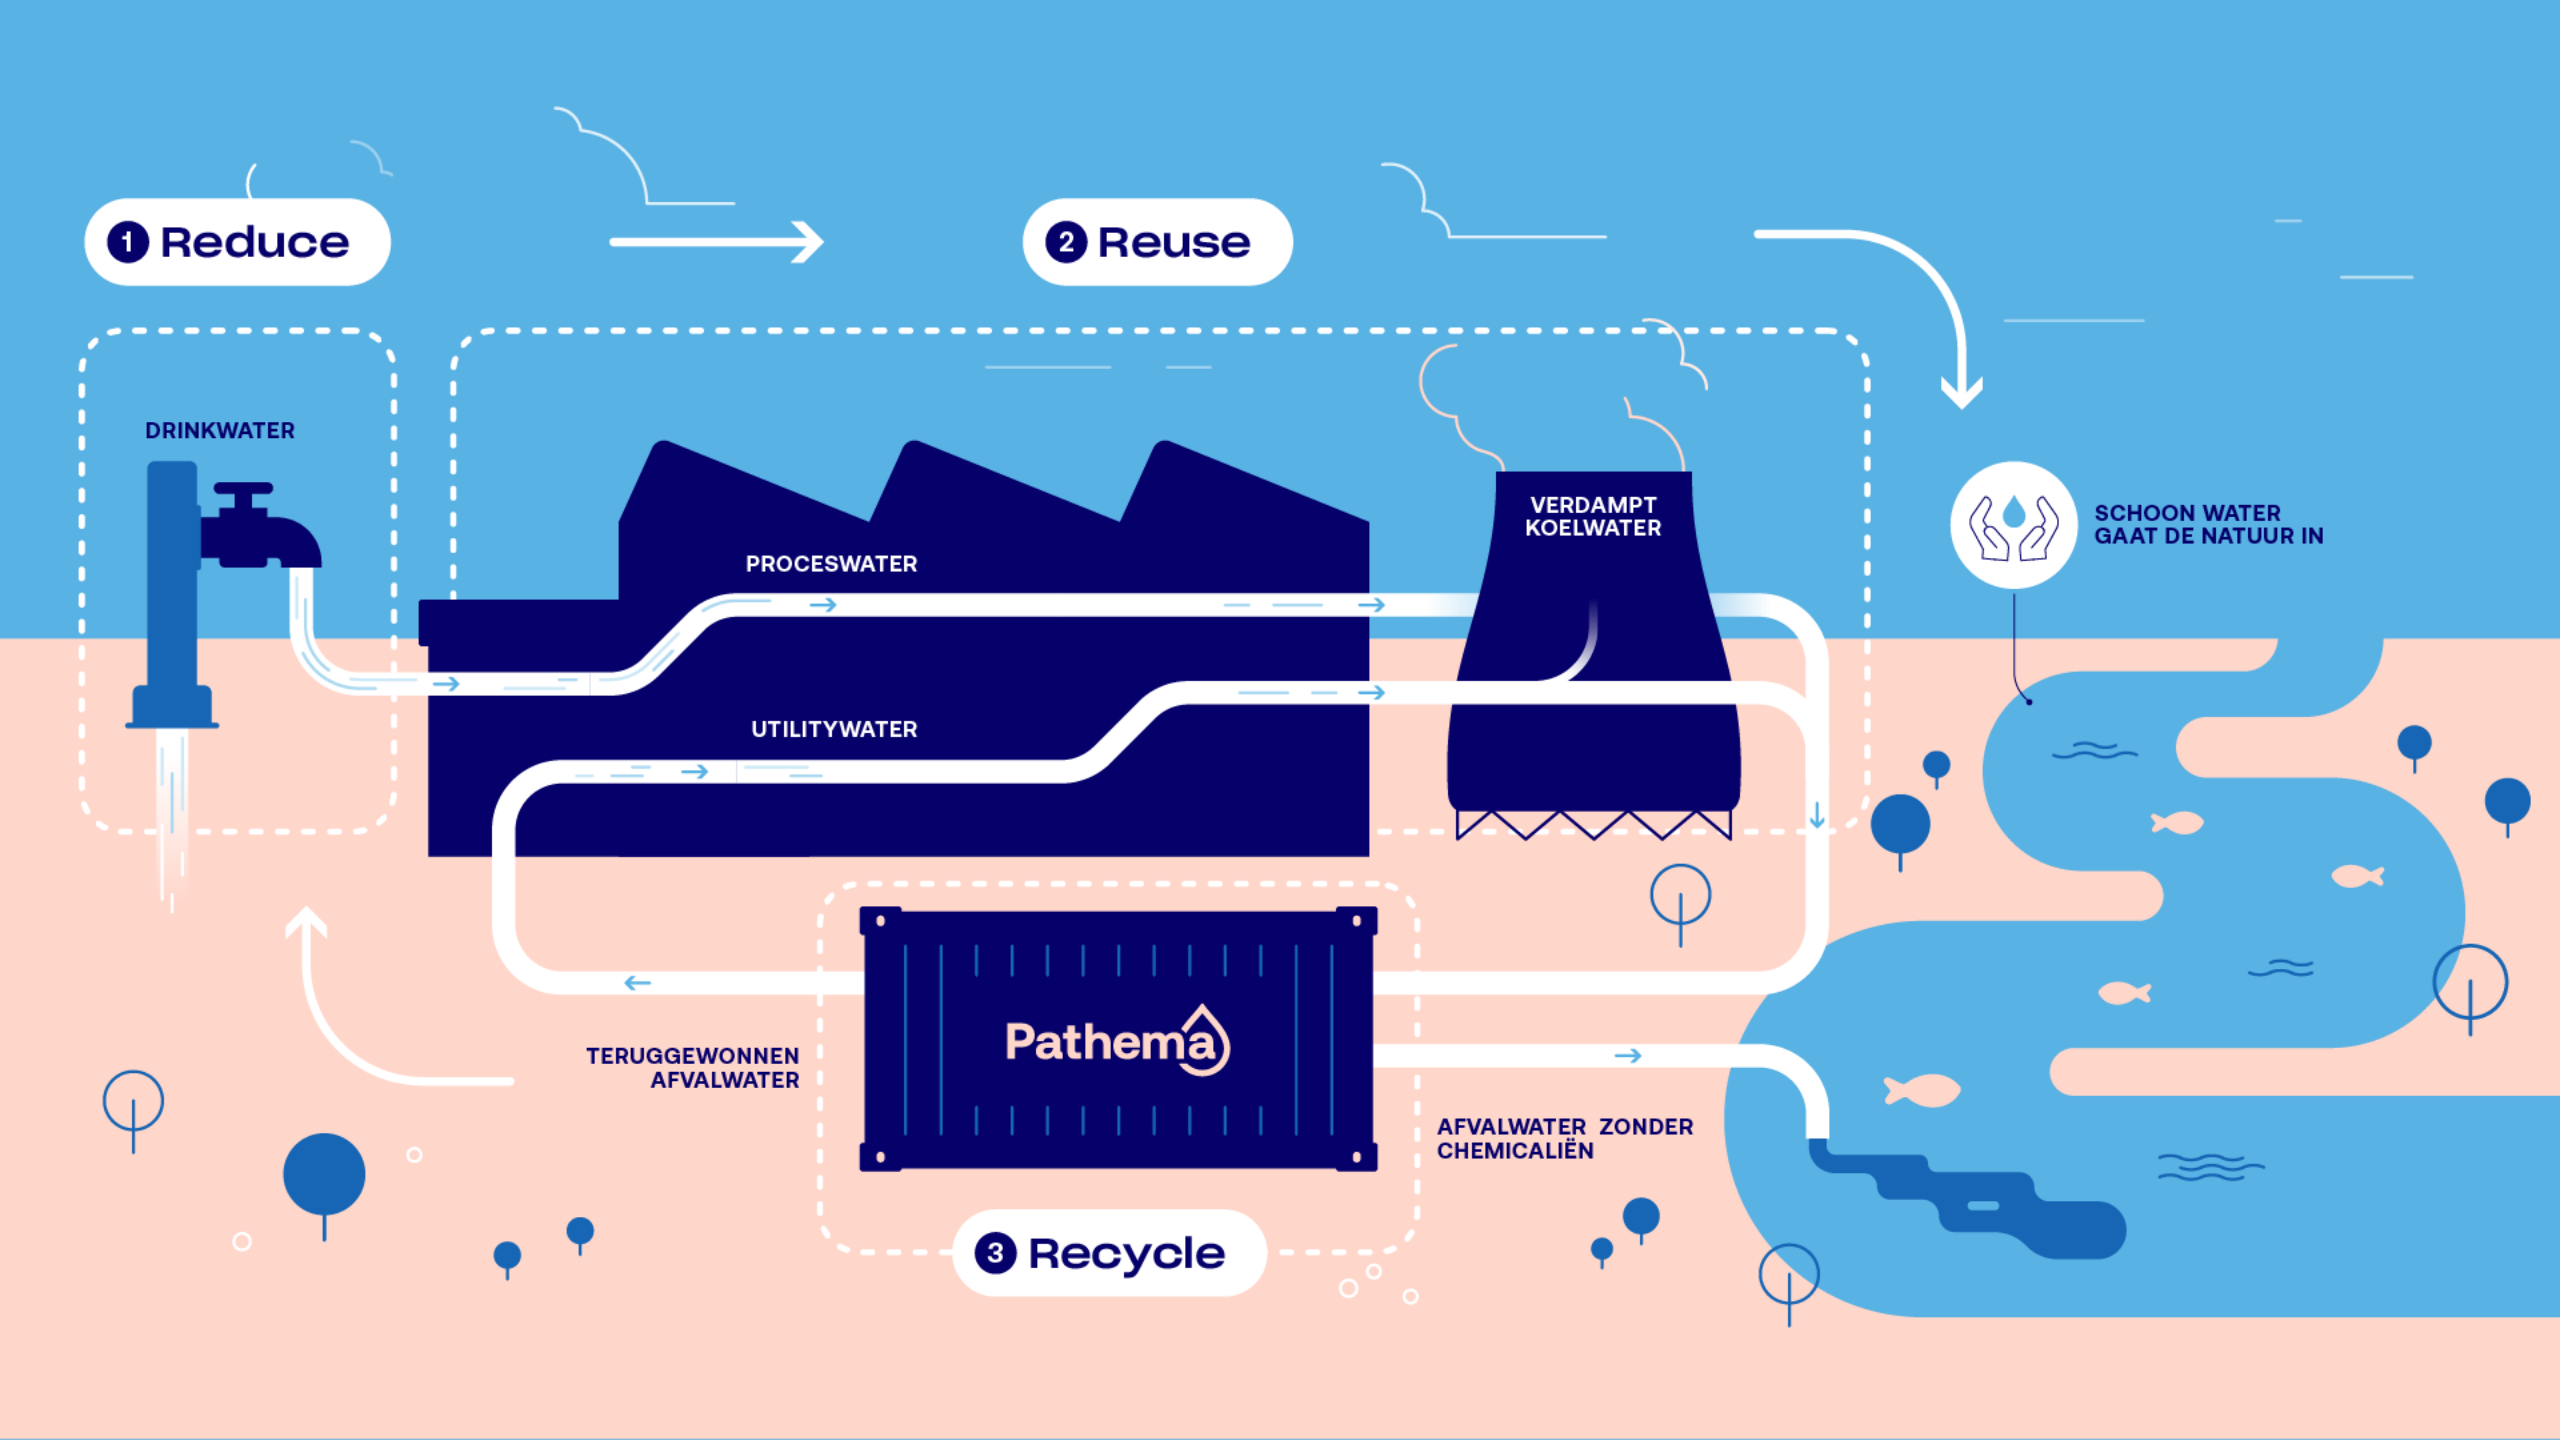 1 Reduce
2 Reuse
DRINKWATER
VERDAMPT
KOELWATER
SCHOON WATER
GAAT DE NATUUR IN
PROCESWATER
UTILITYWATER
Pathema
TERUGGEWONNEN
AFVALWATER
AFVALWATER ZONDER
CHEMICALIËN
3 Recycle